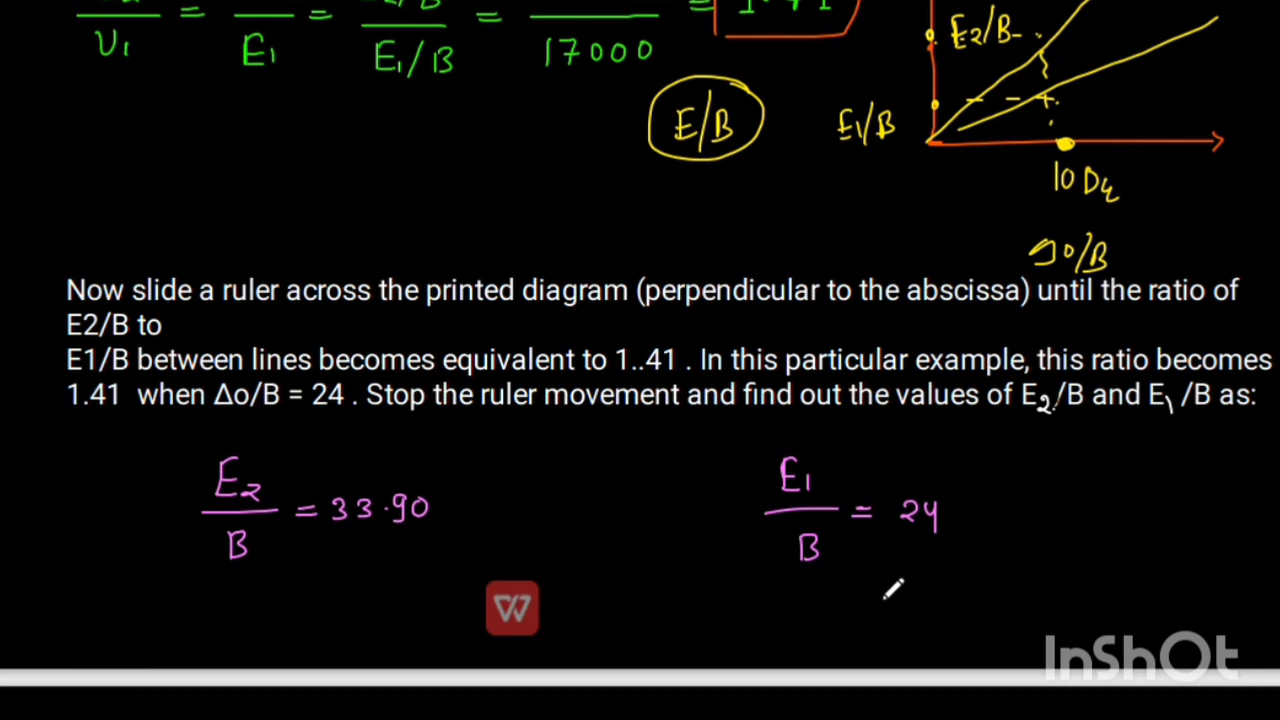 υ₁ = E₁ = E₁/B = 17000 =
E₂/B
E/B
E₁/B
10 Dq
Δo/B
Now slide a ruler across the printed diagram (perpendicular to the abscissa) until the ratio of
E2/B to
E1/B between lines becomes equivalent to 1..41 . In this particular example, this ratio becomes
1.41 when Δo/B = 24 . Stop the ruler movement and find out the values of E₂/B and E₁/B as:
E₂/B = 33.90
E₁/B = 24
W
InShOt